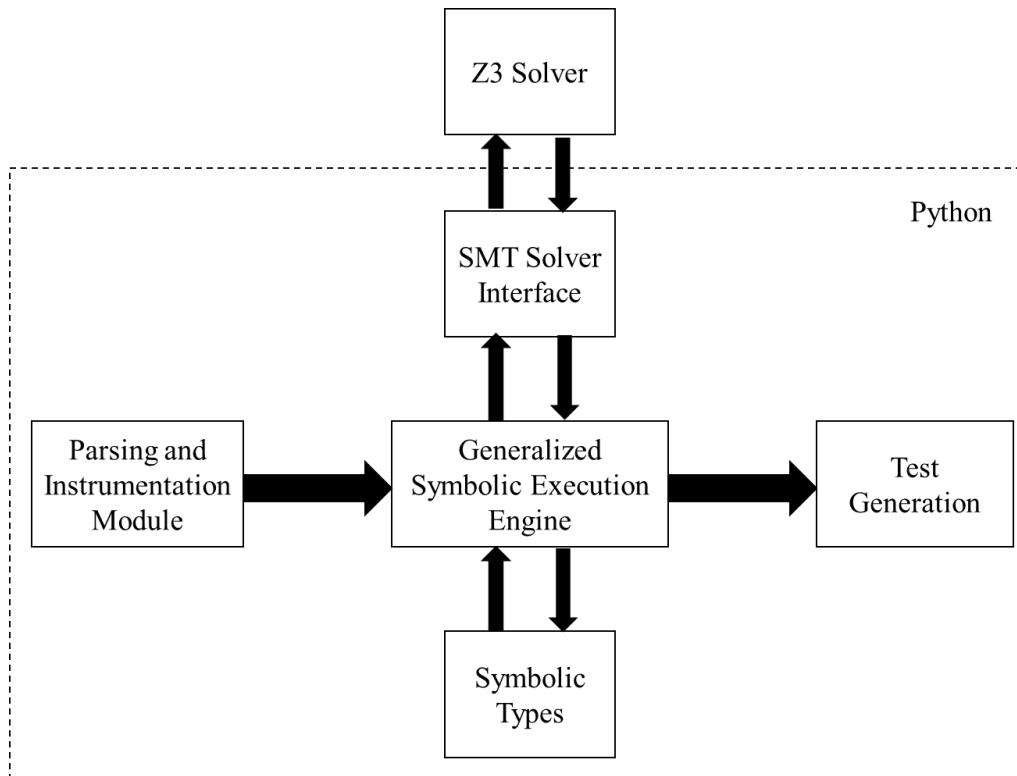 Z3 Solver
Python
SMT Solver
Interface
Parsing and
Instrumentation
Module
Generalized
Symbolic Execution
Engine
Test
Generation
Symbolic
Types